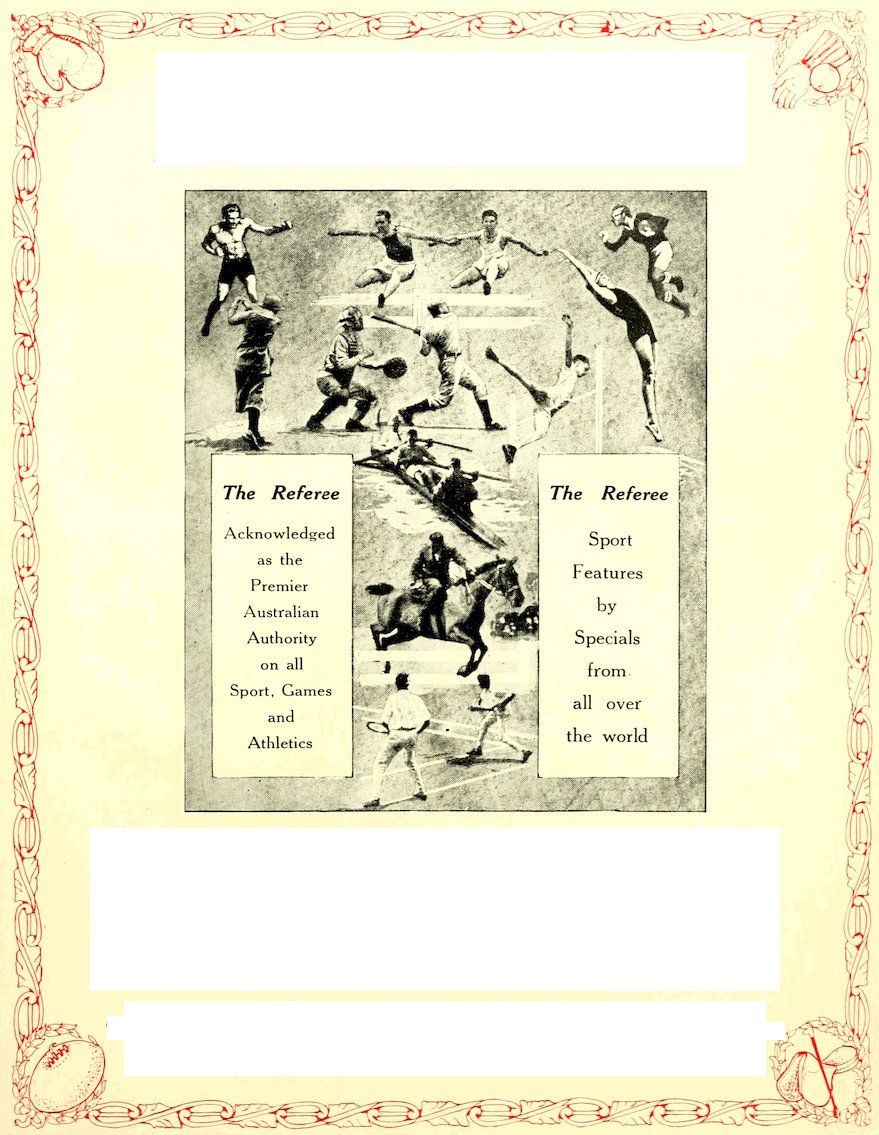 The Referee
Acknowledged
as the
Premier
Australian
Authority
on all
Sport, Games
and
Athletics
The Referee
Sport
Features
by
Specials
from
all over
the world